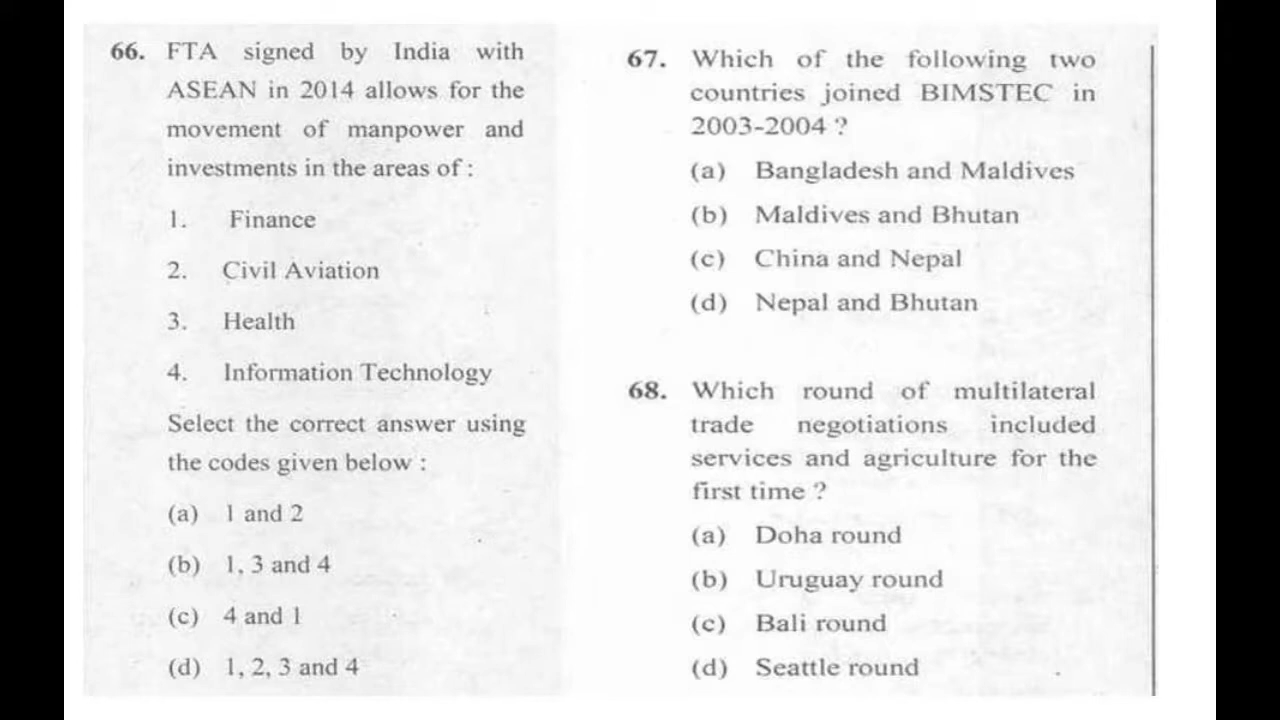 66. FTA signed by India with
ASEAN in 2014 allows for the
movement of manpower and
investments in the areas of :
1. Finance
2. Civil Aviation
3. Health
4. Information Technology
Select the correct answer using
the codes given below :
(a) 1 and 2
(b) 1, 3 and 4
(c) 4 and 1
(d) 1, 2, 3 and 4
67. Which of the following two
countries joined BIMSTEC in
2003-2004 ?
(a) Bangladesh and Maldives
(b) Maldives and Bhutan
(c) China and Nepal
(d) Nepal and Bhutan
68. Which round of multilateral
trade negotiations included
services and agriculture for the
first time ?
(a) Doha round
(b) Uruguay round
(c) Bali round
(d) Seattle round